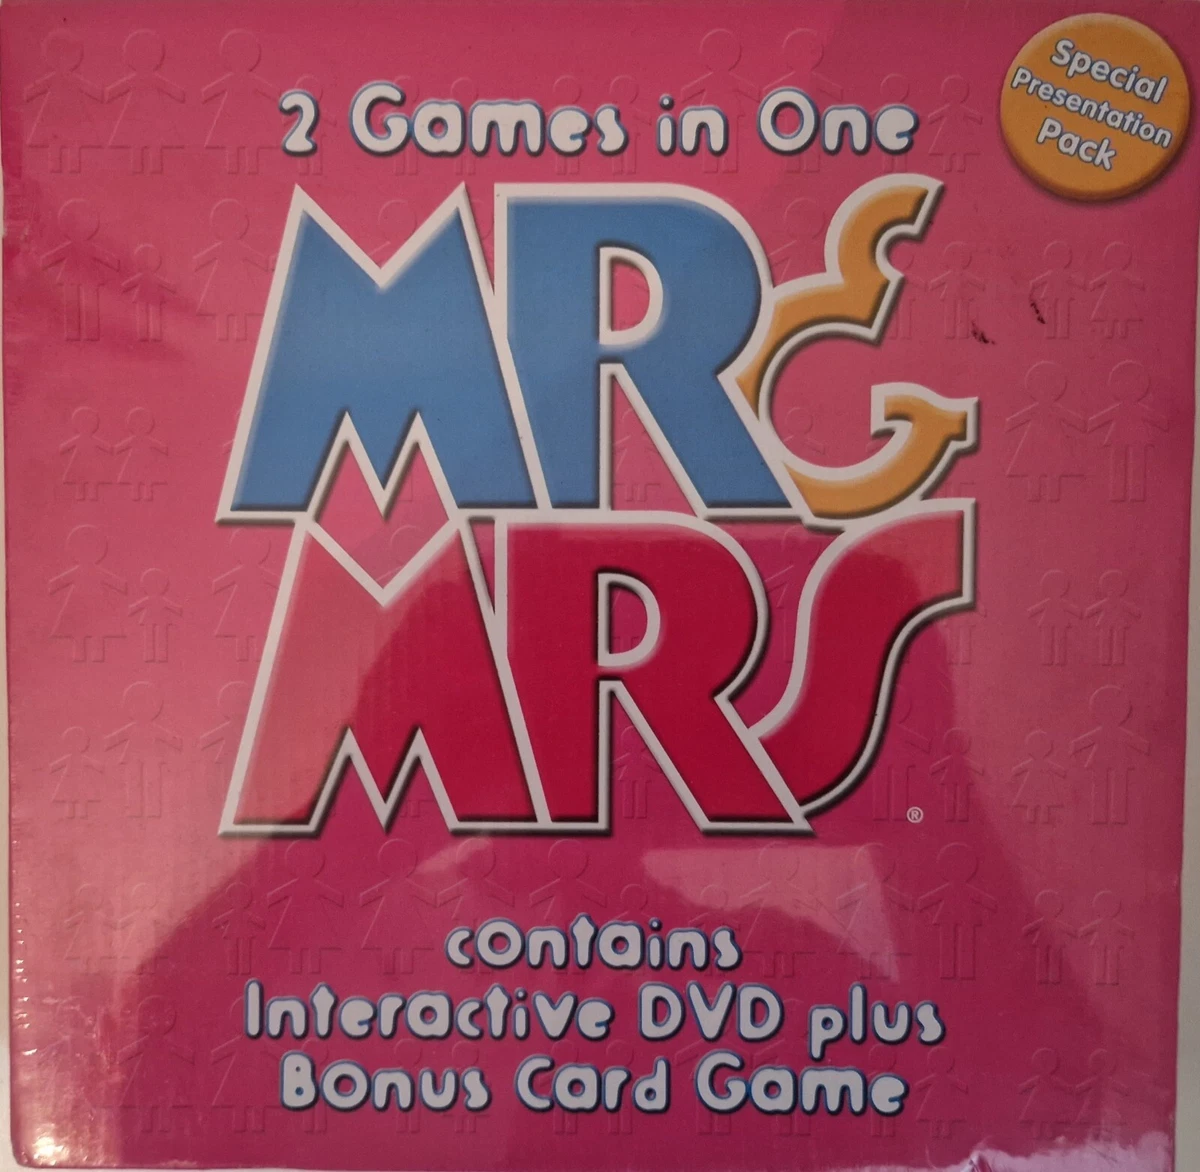 Special
Presentation
Pack
2 Games in One
MR &
MRS ®
contains
Interactive DVD plus
Bonus Card Game